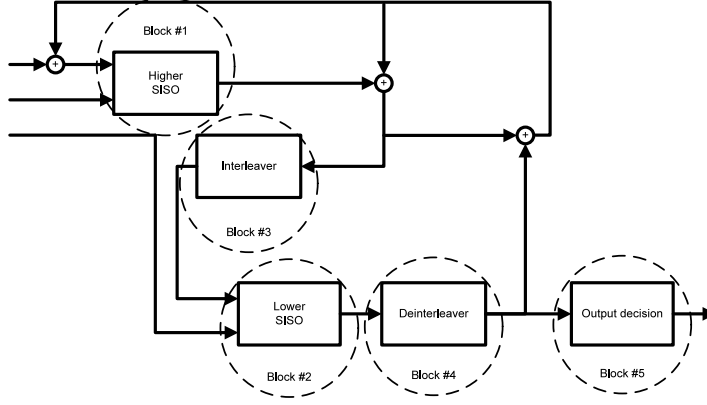 Block #1
+
Higher
SISO
+
+
Interleaver
Block #3
Lower
SISO
Deinterleaver
Output decision
Block #2
Block #4
Block #5